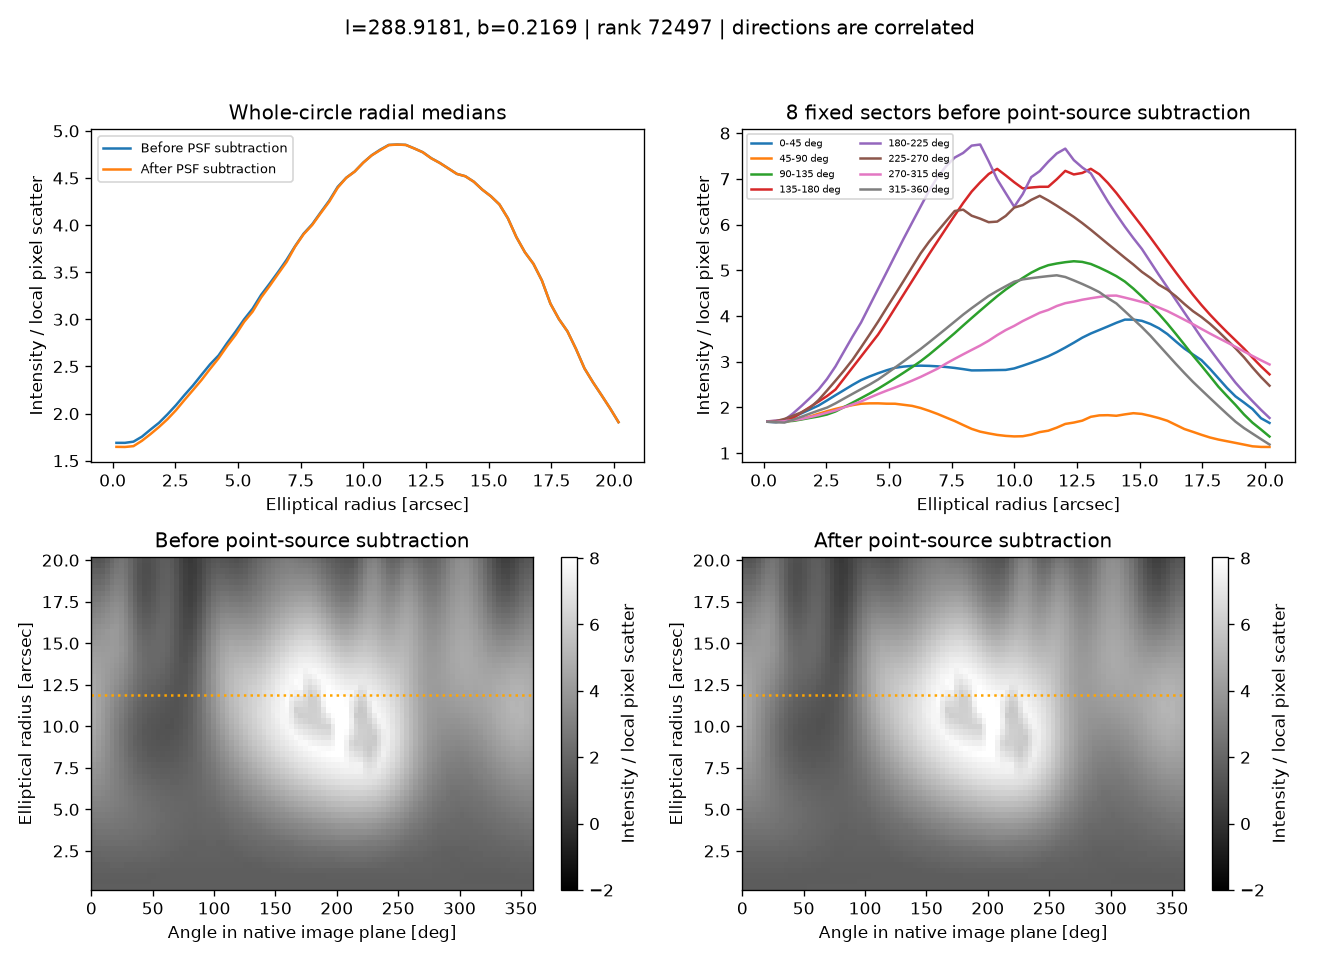 l=288.9181, b=0.2169 | rank 72497 | directions are correlated
Whole-circle radial medians
Before PSF subtraction
After PSF subtraction
5.0
4.5
4.0
3.5
3.0
2.5
2.0
1.5
Intensity / local pixel scatter
0.0 2.5 5.0 7.5 10.0 12.5 15.0 17.5 20.0
Elliptical radius [arcsec]
8 fixed sectors before point-source subtraction
0-45 deg
45-90 deg
90-135 deg
135-180 deg
180-225 deg
225-270 deg
270-315 deg
315-360 deg
8
7
6
5
4
3
2
1
Intensity / local pixel scatter
0.0 2.5 5.0 7.5 10.0 12.5 15.0 17.5 20.0
Elliptical radius [arcsec]
Before point-source subtraction
20.0
17.5
15.0
12.5
10.0
7.5
5.0
2.5
Elliptical radius [arcsec]
0 50 100 150 200 250 300 350
Angle in native image plane [deg]
8
6
4
2
0
−2
Intensity / local pixel scatter
After point-source subtraction
20.0
17.5
15.0
12.5
10.0
7.5
5.0
2.5
Elliptical radius [arcsec]
0 50 100 150 200 250 300 350
Angle in native image plane [deg]
8
6
4
2
0
−2
Intensity / local pixel scatter